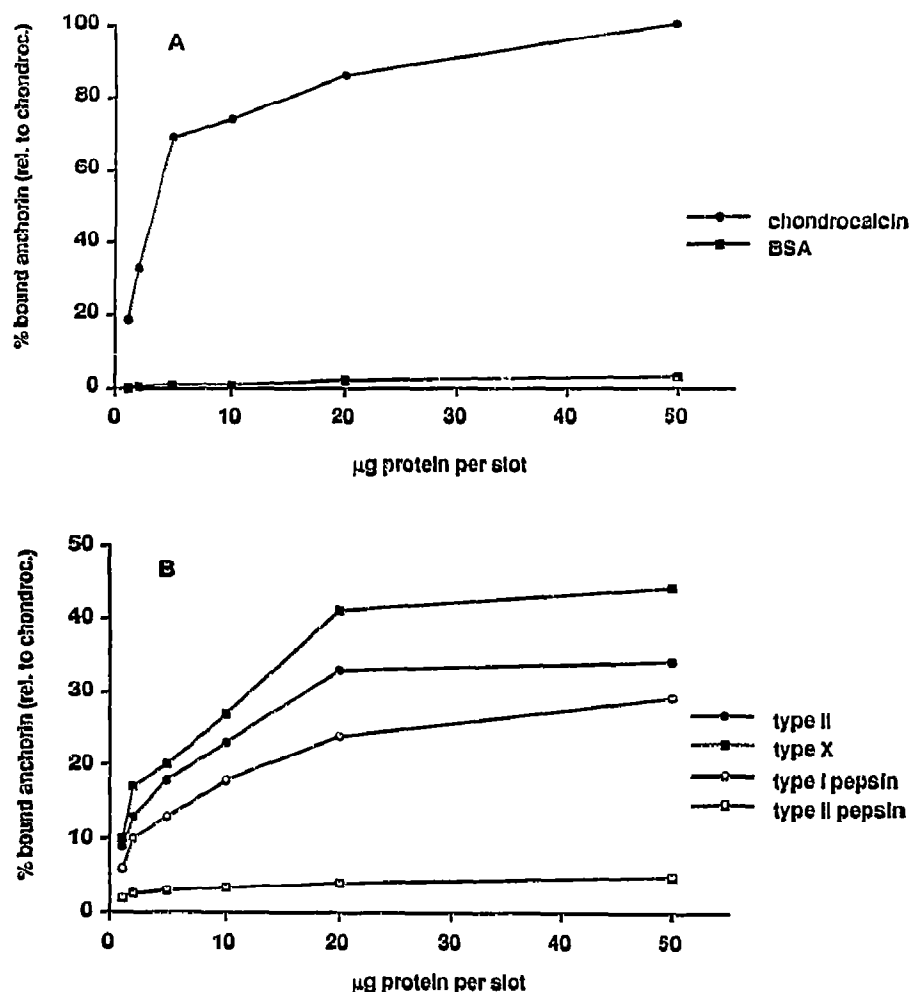 100
A
80
60
40
20
0
% bound anchorin (rel. to chondroc.)
chondrocalcin
BSA
0 10 20 30 40 50
µg protein per slot
50
B
40
30
20
10
0
% bound anchorin (rel. to chondroc.)
type II
type X
type I pepsin
type II pepsin
0 10 20 30 40 50
µg protein per slot